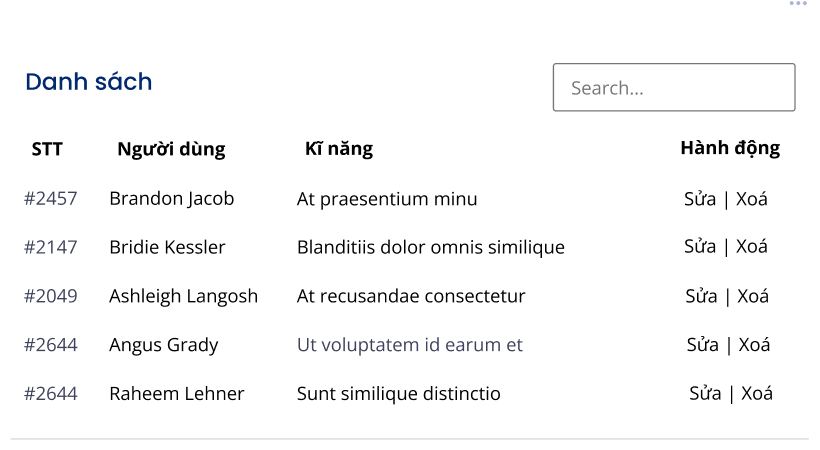 Danh sách
Search...
STT Người dùng Kĩ năng Hành động
#2457 Brandon Jacob At praesentium minu Sửa | Xoá
#2147 Bridie Kessler Blanditiis dolor omnis similique Sửa | Xoá
#2049 Ashleigh Langosh At recusandae consectetur Sửa | Xoá
#2644 Angus Grady Ut voluptatem id earum et Sửa | Xoá
#2644 Raheem Lehner Sunt similique distinctio Sửa | Xoá